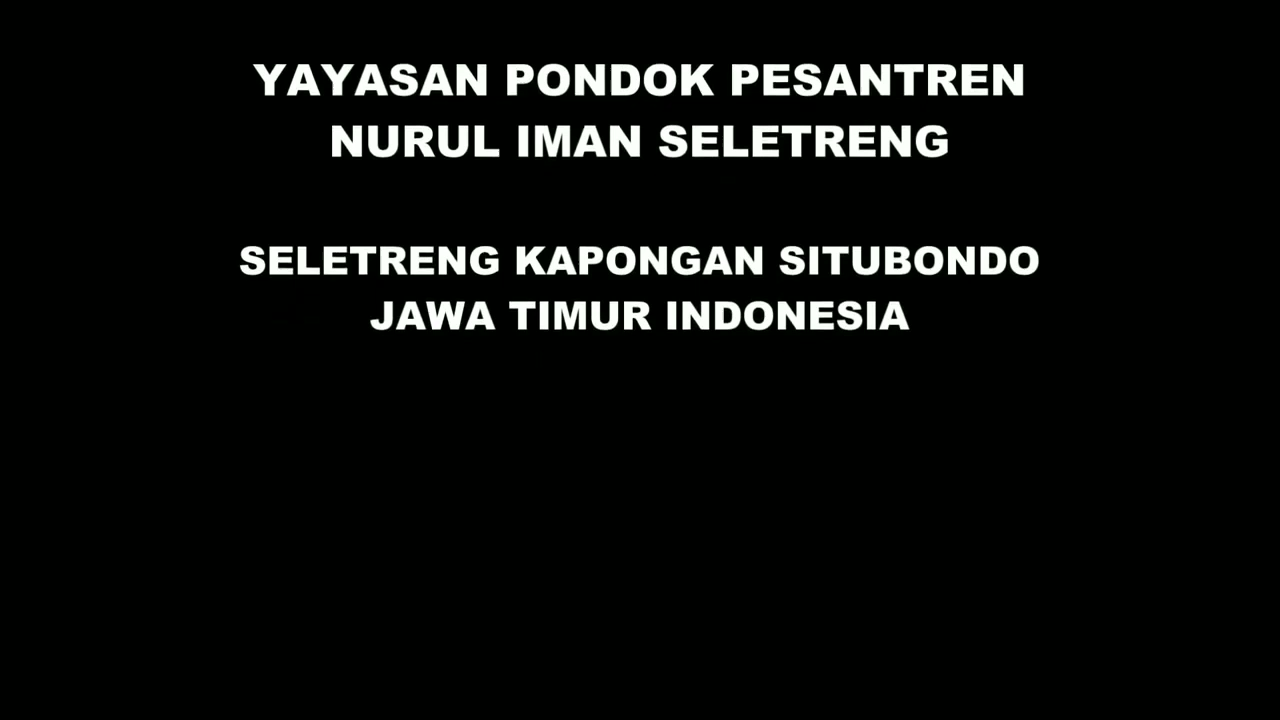 YAYASAN PONDOK PESANTREN
NURUL IMAN SELETRENG
SELETRENG KAPONGAN SITUBONDO
JAWA TIMUR INDONESIA